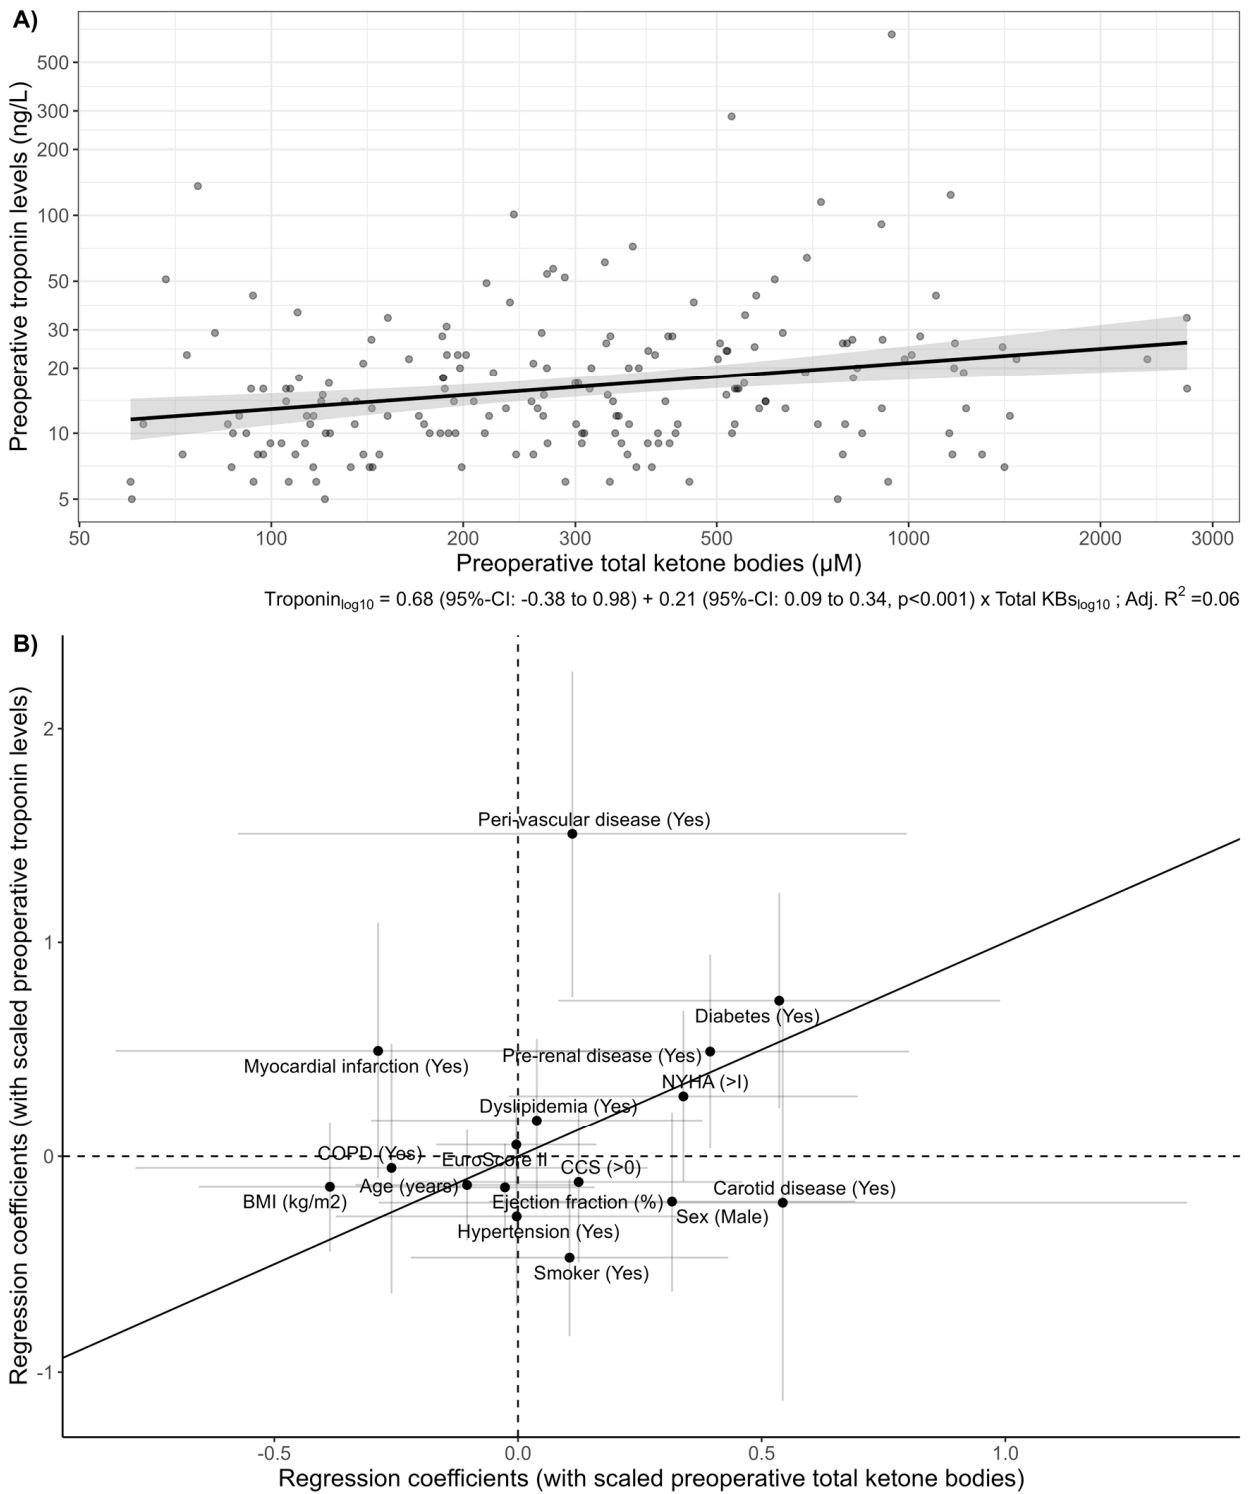 A)
Preoperative troponin levels (ng/L)
500
300
200
100
50
30
20
10
5
50
100
200
300
500
1000
2000
3000
Preoperative total ketone bodies (µM)
Troponinlog10 = 0.68 (95%-CI: -0.38 to 0.98) + 0.21 (95%-CI: 0.09 to 0.34, p<0.001) x Total KBslog10 ; Adj. R2 =0.06
B)
Regression coefficients (with scaled preoperative troponin levels)
2
1
0
-1
Peri-vascular disease (Yes)
Diabetes (Yes)
Pre-renal disease (Yes)
Myocardial infarction (Yes)
NYHA (>I)
Dyslipidemia (Yes)
COPD (Yes)
EuroScore II
CCS (>0)
Age (years)
Carotid disease (Yes)
BMI (kg/m2)
Ejection fraction (%)
Sex (Male)
Hypertension (Yes)
Smoker (Yes)
-0.5
0.0
0.5
1.0
Regression coefficients (with scaled preoperative total ketone bodies)